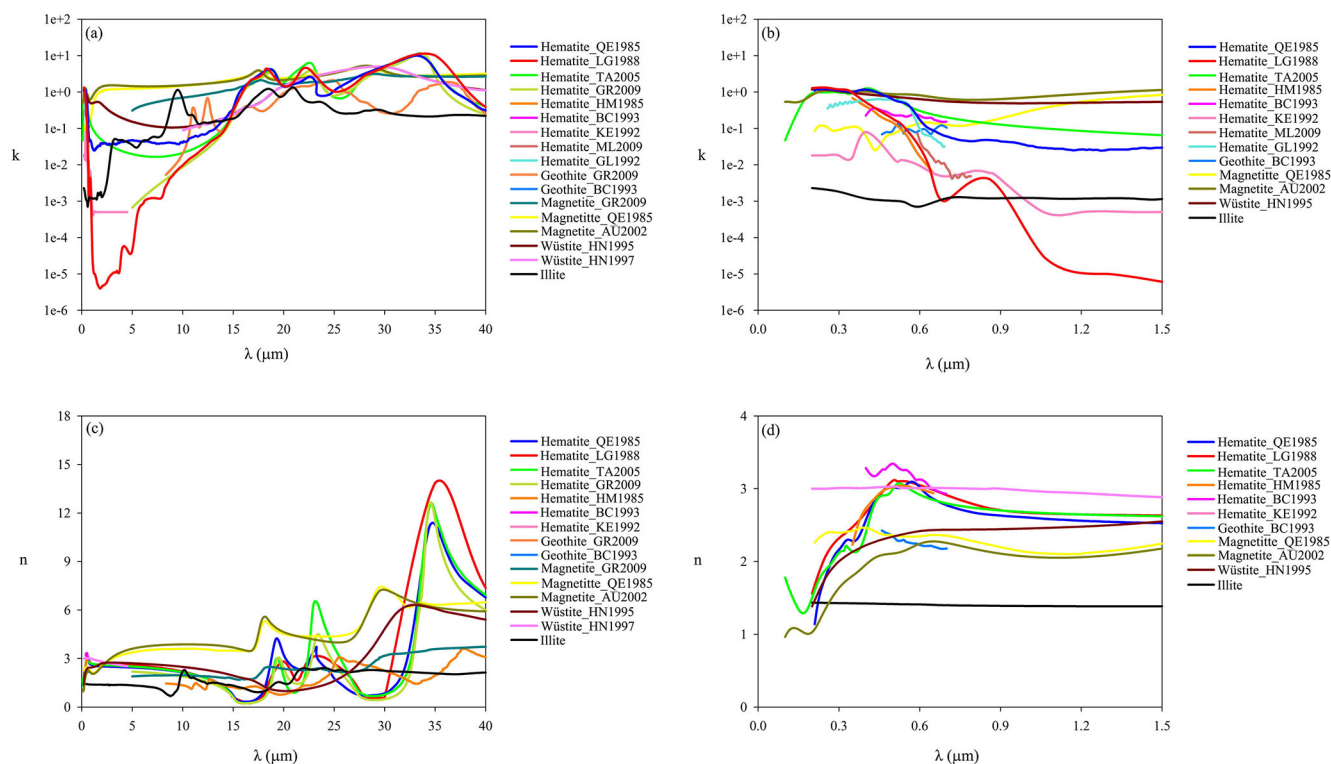 (a)
1e+2
1e+1
1e+0
1e-1
1e-2
1e-3
1e-4
1e-5
1e-6
k
0 5 10 15 20 25 30 35 40
λ (μm)
Hematite_QE1985
Hematite_LG1988
Hematite_TA2005
Hematite_GR2009
Hematite_HM1985
Hematite_BC1993
Hematite_KE1992
Hematite_ML2009
Hematite_GL1992
Geothite_GR2009
Geothite_BC1993
Magnetite_GR2009
Magnetitte_QE1985
Magnetite_AU2002
Wüstite_HN1995
Wüstite_HN1997
Illite
(b)
1e+2
1e+1
1e+0
1e-1
1e-2
1e-3
1e-4
1e-5
1e-6
k
0.0 0.3 0.6 0.9 1.2 1.5
λ (μm)
Hematite_QE1985
Hematite_LG1988
Hematite_TA2005
Hematite_HM1985
Hematite_BC1993
Hematite_KE1992
Hematite_ML2009
Hematite_GL1992
Geothite_BC1993
Magnetitte_QE1985
Magnetite_AU2002
Wüstite_HN1995
Illite
(c)
18
15
12
9
6
3
0
n
0 5 10 15 20 25 30 35 40
λ (μm)
Hematite_QE1985
Hematite_LG1988
Hematite_TA2005
Hematite_GR2009
Hematite_HM1985
Hematite_BC1993
Hematite_KE1992
Geothite_GR2009
Geothite_BC1993
Magnetite_GR2009
Magnetitte_QE1985
Magnetite_AU2002
Wüstite_HN1995
Wüstite_HN1997
Illite
(d)
4
3
2
1
0
n
0.0 0.3 0.6 0.9 1.2 1.5
λ (μm)
Hematite_QE1985
Hematite_LG1988
Hematite_TA2005
Hematite_HM1985
Hematite_BC1993
Hematite_KE1992
Geothite_BC1993
Magnetitte_QE1985
Magnetite_AU2002
Wüstite_HN1995
Illite